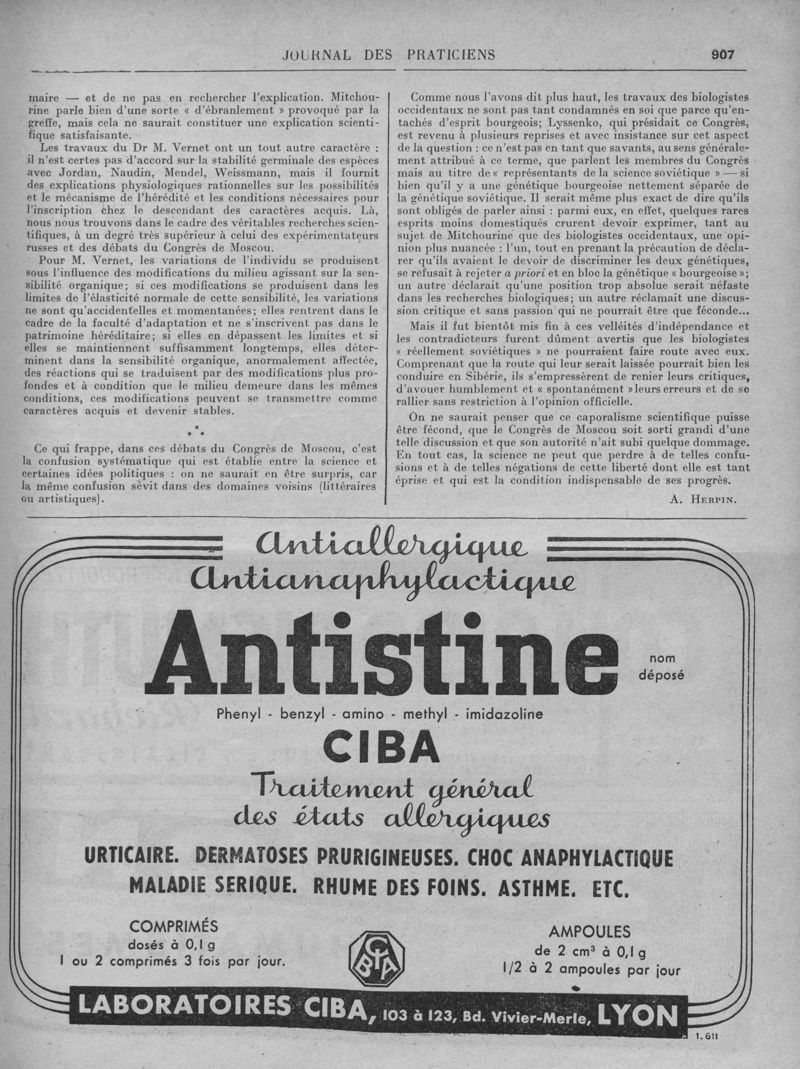 JOURNAL DES PRATICIENS
907
maire — et de ne pas en rechercher l'explication. Mitchou-
rine parle bien d'une sorte « d'ébranlement » provoqué par la
greffe, mais cela ne saurait constituer une explication scienti-
fique satisfaisante.
Les travaux du Dr M. Vernet ont un tout autre caractère :
il n'est certes pas d'accord sur la stabilité germinale des espèces
avec Jordan, Naudin, Mendel, Weissmann, mais il fournit
des explications physiologiques rationnelles sur les possibilités
et le mécanisme de l'hérédité et les conditions nécessaires pour
l'inscription chez le descendant des caractères acquis. Là,
nous nous trouvons dans le cadre des véritables recherches scien-
tifiques, à un degré très supérieur à celui des expérimentateurs
russes et des débats du Congrès de Moscou.
Pour M. Vernet, les variations de l'individu se produisent
sous l'influence des modifications du milieu agissant sur la sen-
sibilité organique; si ces modifications se produisent dans les
limites de l'élasticité normale de cette sensibilité, les variations
ne sont qu'accidentelles et momentanées; elles rentrent dans le
cadre de la faculté d'adaptation et ne s'inscrivent pas dans le
patrimoine héréditaire; si elles en dépassent les limites et si
elles se maintiennent suffisamment longtemps, elles déter-
minent dans la sensibilité organique, anormalement affectée,
des réactions qui se traduisent par des modifications plus pro-
fondes et à condition que le milieu demeure dans les mêmes
conditions, ces modifications peuvent se transmettre comme
caractères acquis et devenir stables.
*
* *
Ce qui frappe, dans ces débats du Congrès de Moscou, c'est
la confusion systématique qui est établie entre la science et
certaines idées politiques : on ne saurait en être surpris, car
la même confusion sévit dans des domaines voisins (littéraires
ou artistiques).
Comme nous l'avons dit plus haut, les travaux des biologistes
occidentaux ne sont pas tant condamnés en soi que parce qu'en-
tachés d'esprit bourgeois; Lyssenko, qui présidait ce Congrès,
est revenu à plusieurs reprises et avec insistance sur cet aspect
de la question : ce n'est pas en tant que savants, au sens générale-
ment attribué à ce terme, que parlent les membres du Congrès
mais au titre de « représentants de la science soviétique » — si
bien qu'il y a une génétique bourgeoise nettement séparée de
la génétique soviétique. Il serait même plus exact de dire qu'ils
sont obligés de parler ainsi : parmi eux, en effet, quelques rares
esprits moins domestiqués crurent devoir exprimer, tant au
sujet de Mitchourine que des biologistes occidentaux, une opi-
nion plus nuancée : l'un, tout en prenant la précaution de décla-
rer qu'ils avaient le devoir de discriminer les deux génétiques,
se refusait à rejeter a priori et en bloc la génétique « bourgeoise »;
un autre déclarait qu'une position trop absolue serait néfaste
dans les recherches biologiques; un autre réclamait une discus-
sion critique et sans passion qui ne pourrait être que féconde...
Mais il fut bientôt mis fin à ces velléités d'indépendance et
les contradicteurs furent dûment avertis que les biologistes
« réellement soviétiques » ne pourraient faire route avec eux.
Comprenant que la route qui leur serait laissée pourrait bien les
conduire en Sibérie, ils s'empressèrent de renier leurs critiques,
d'avouer humblement et « spontanément » leurs erreurs et de se
rallier sans restriction à l'opinion officielle.
On ne saurait penser que ce caporalisme scientifique puisse
être fécond, que le Congrès de Moscou soit sorti grandi d'une
telle discussion et que son autorité n'ait subi quelque dommage.
En tout cas, la science ne peut que perdre à de telles confu-
sions et à de telles négations de cette liberté dont elle est tant
éprise et qui est la condition indispensable de ses progrès.
A. HERPIN.
Antiallergique
Antianaphylactique
Antistine
nom
déposé
Phenyl - benzyl - amino - methyl - imidazoline
CIBA
Traitement général
des états allergiques
URTICAIRE. DERMATOSES PRURIGINEUSES. CHOC ANAPHYLACTIQUE
MALADIE SERIQUE. RHUME DES FOINS. ASTHME. ETC.
COMPRIMÉS
dosés à 0,1 g
1 ou 2 comprimés 3 fois par jour.
CIBA
AMPOULES
de 2 cm³ à 0,1 g
1/2 à 2 ampoules par jour
LABORATOIRES CIBA, 103 à 123, Bd. Vivier-Merle, LYON
1.611